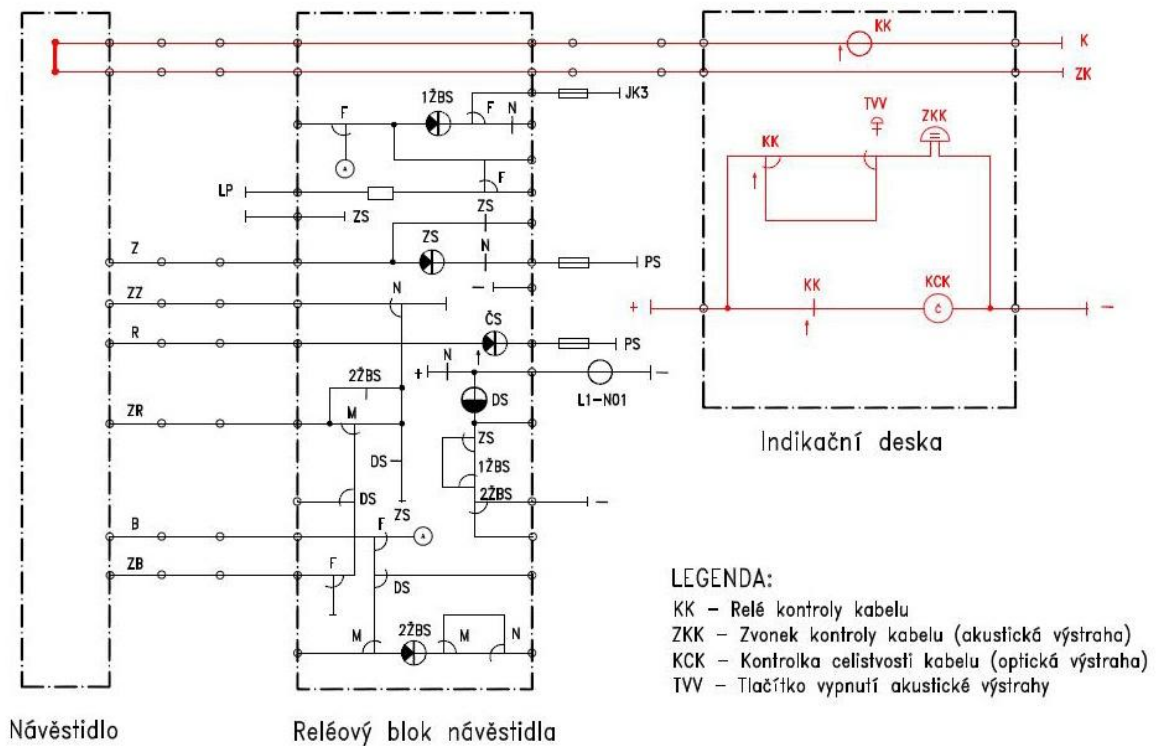 KK
K
ZK
1ŽBS
F
F
N
JK3
A
TVV
ZKK
KK
LP
F
ZS
ZS
Z
ZS
N
PS
ZZ
N
+
KK
KCK
Č
R
ČS
PS
+
N
L1-N01
2ŽBS
DS
ZR
M
ZS
Indikační deska
DS
1ŽBS
DS
2ŽBS
ZS
B
F
A
ZB
F
DS
M
2ŽBS
M
N
LEGENDA:
KK – Relé kontroly kabelu
ZKK – Zvonek kontroly kabelu (akustická výstraha)
KCK – Kontrolka celistvosti kabelu (optická výstraha)
TVV – Tlačítko vypnutí akustické výstrahy
Návěstidlo
Reléový blok návěstidla